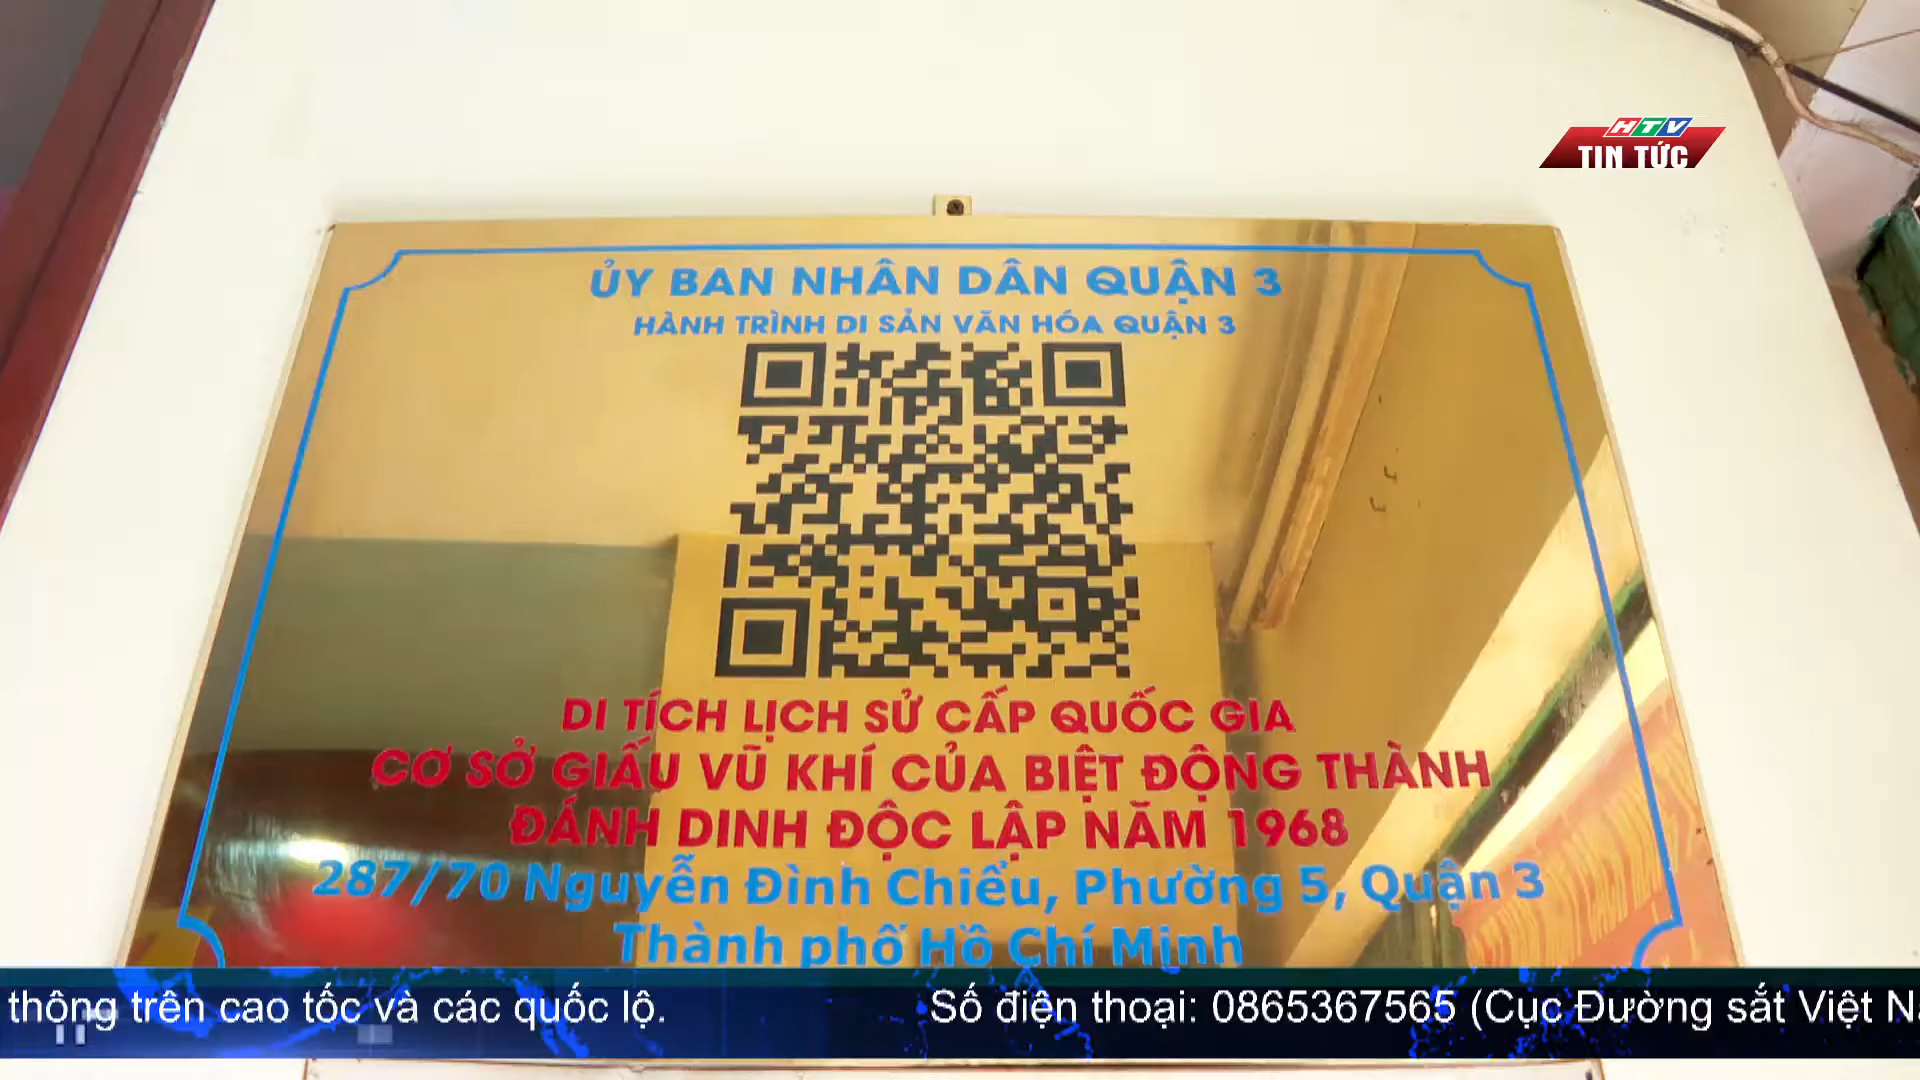 HTV
TIN TỨC
ỦY BAN NHÂN DÂN QUẬN 3
HÀNH TRÌNH DI SẢN VĂN HÓA QUẬN 3
DI TÍCH LỊCH SỬ CẤP QUỐC GIA
CƠ SỞ GIẤU VŨ KHÍ CỦA BIỆT ĐỘNG THÀNH
ĐÁNH DINH ĐỘC LẬP NĂM 1968
287/70 Nguyễn Đình Chiểu, Phường 5, Quận 3
Thành phố Hồ Chí Minh
thông trên cao tốc và các quốc lộ. Số điện thoại: 0865367565 (Cục Đường sắt Việt